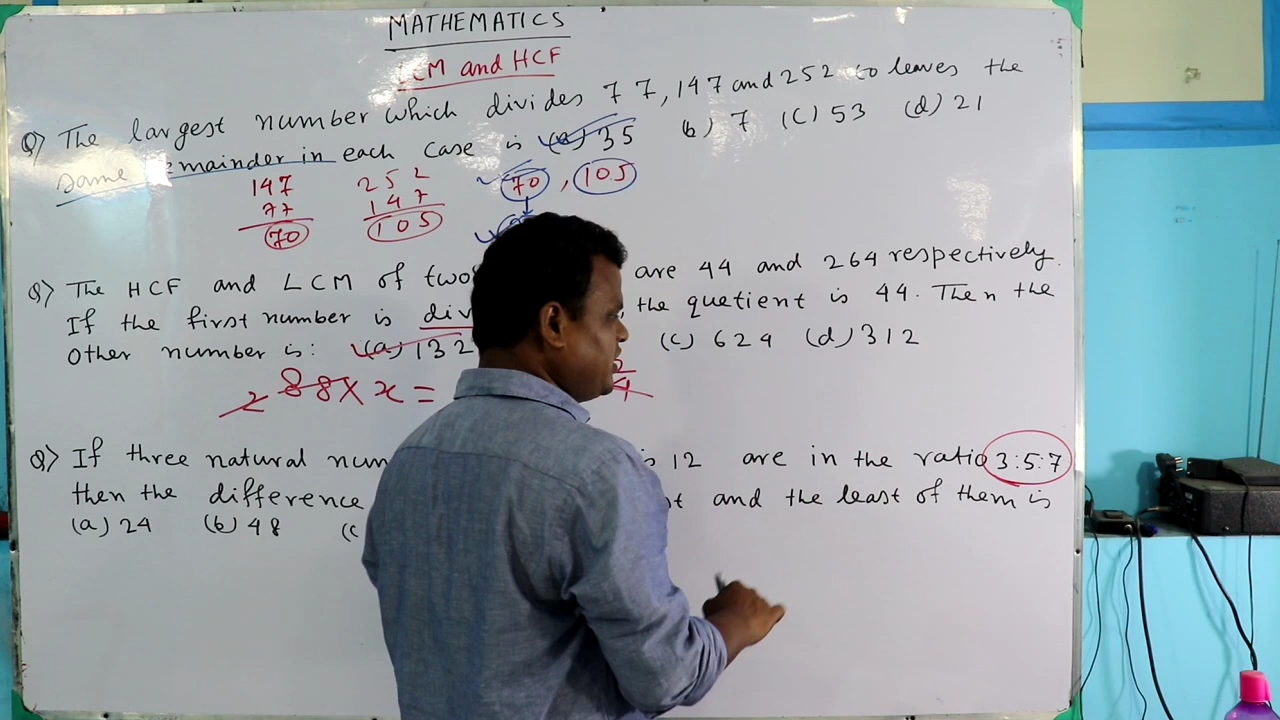 MATHEMATICS
LCM and HCF
Q) The largest number which divides 77, 147 and 252 to leaves the
same remainder in each case is (a) 35 (b) 7 (c) 53 (d) 21
147 252 70, 105
77 147
70 105
Q) The HCF and LCM of two are 44 and 264 respectively.
If the first number is div the quetient is 44. Then the
Other number is: (a) 132 (c) 624 (d) 312
2 88 x x = 2
4
Q) If three natural num is 12 are in the ratio 3:5:7
then the difference and the least of them is
(a) 24 (b) 48 (c